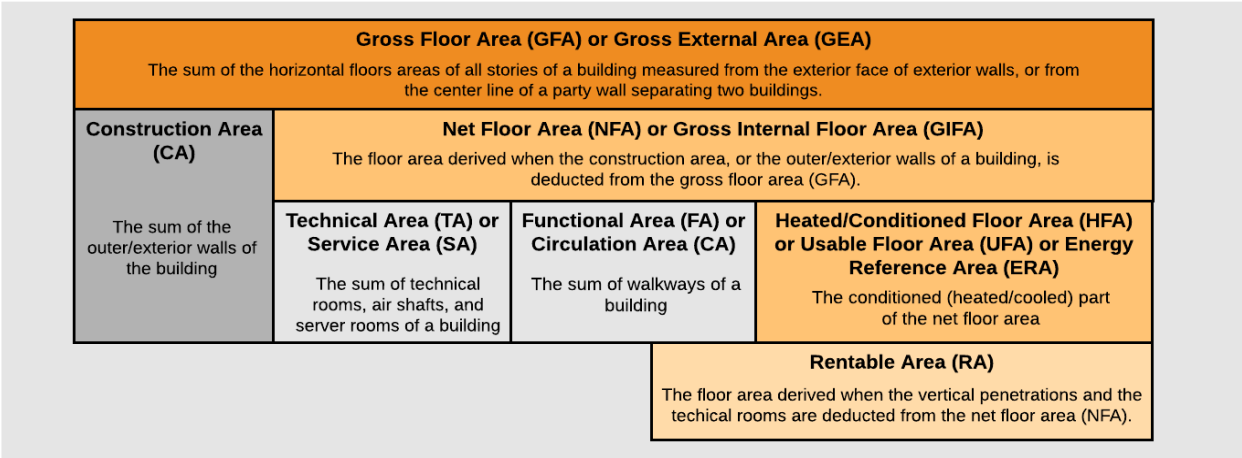 Gross Floor Area (GFA) or Gross External Area (GEA)
The sum of the horizontal floors areas of all stories of a building measured from the exterior face of exterior walls, or from
the center line of a party wall separating two buildings.
Construction Area
(CA)
The sum of the
outer/exterior walls of
the building
Net Floor Area (NFA) or Gross Internal Floor Area (GIFA)
The floor area derived when the construction area, or the outer/exterior walls of a building, is
deducted from the gross floor area (GFA).
Technical Area (TA) or
Service Area (SA)
The sum of technical
rooms, air shafts, and
server rooms of a building
Functional Area (FA) or
Circulation Area (CA)
The sum of walkways of a
building
Heated/Conditioned Floor Area (HFA)
or Usable Floor Area (UFA) or Energy
Reference Area (ERA)
The conditioned (heated/cooled) part
of the net floor area
Rentable Area (RA)
The floor area derived when the vertical penetrations and the
techical rooms are deducted from the net floor area (NFA).